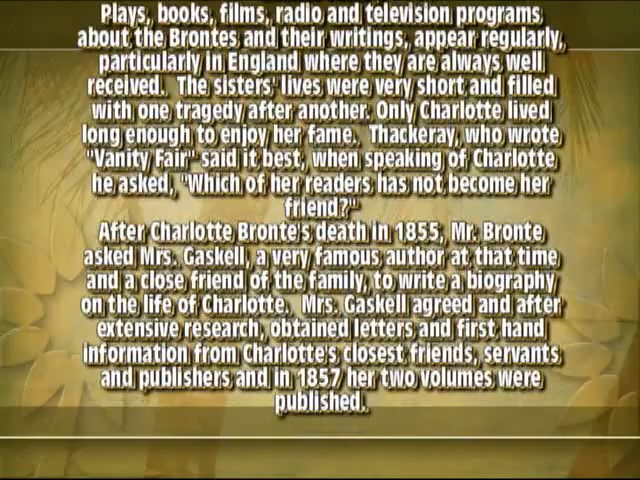 Plays, books, films, radio and television programs
about the Brontes and their writings, appear regularly,
particularly in England where they are always well
received. The sisters' lives were very short and filled
with one tragedy after another. Only Charlotte lived
long enough to enjoy her fame. Thackeray, who wrote
"Vanity Fair" said it best, when speaking of Charlotte
he asked, "Which of her readers has not become her
friend?"
After Charlotte Bronte's death in 1855, Mr. Bronte
asked Mrs. Gaskell, a very famous author at that time
and a close friend of the family, to write a biography
on the life of Charlotte. Mrs. Gaskell agreed and after
extensive research, obtained letters and first hand
information from Charlotte's closest friends, servants
and publishers and in 1857 her two volumes were
published.